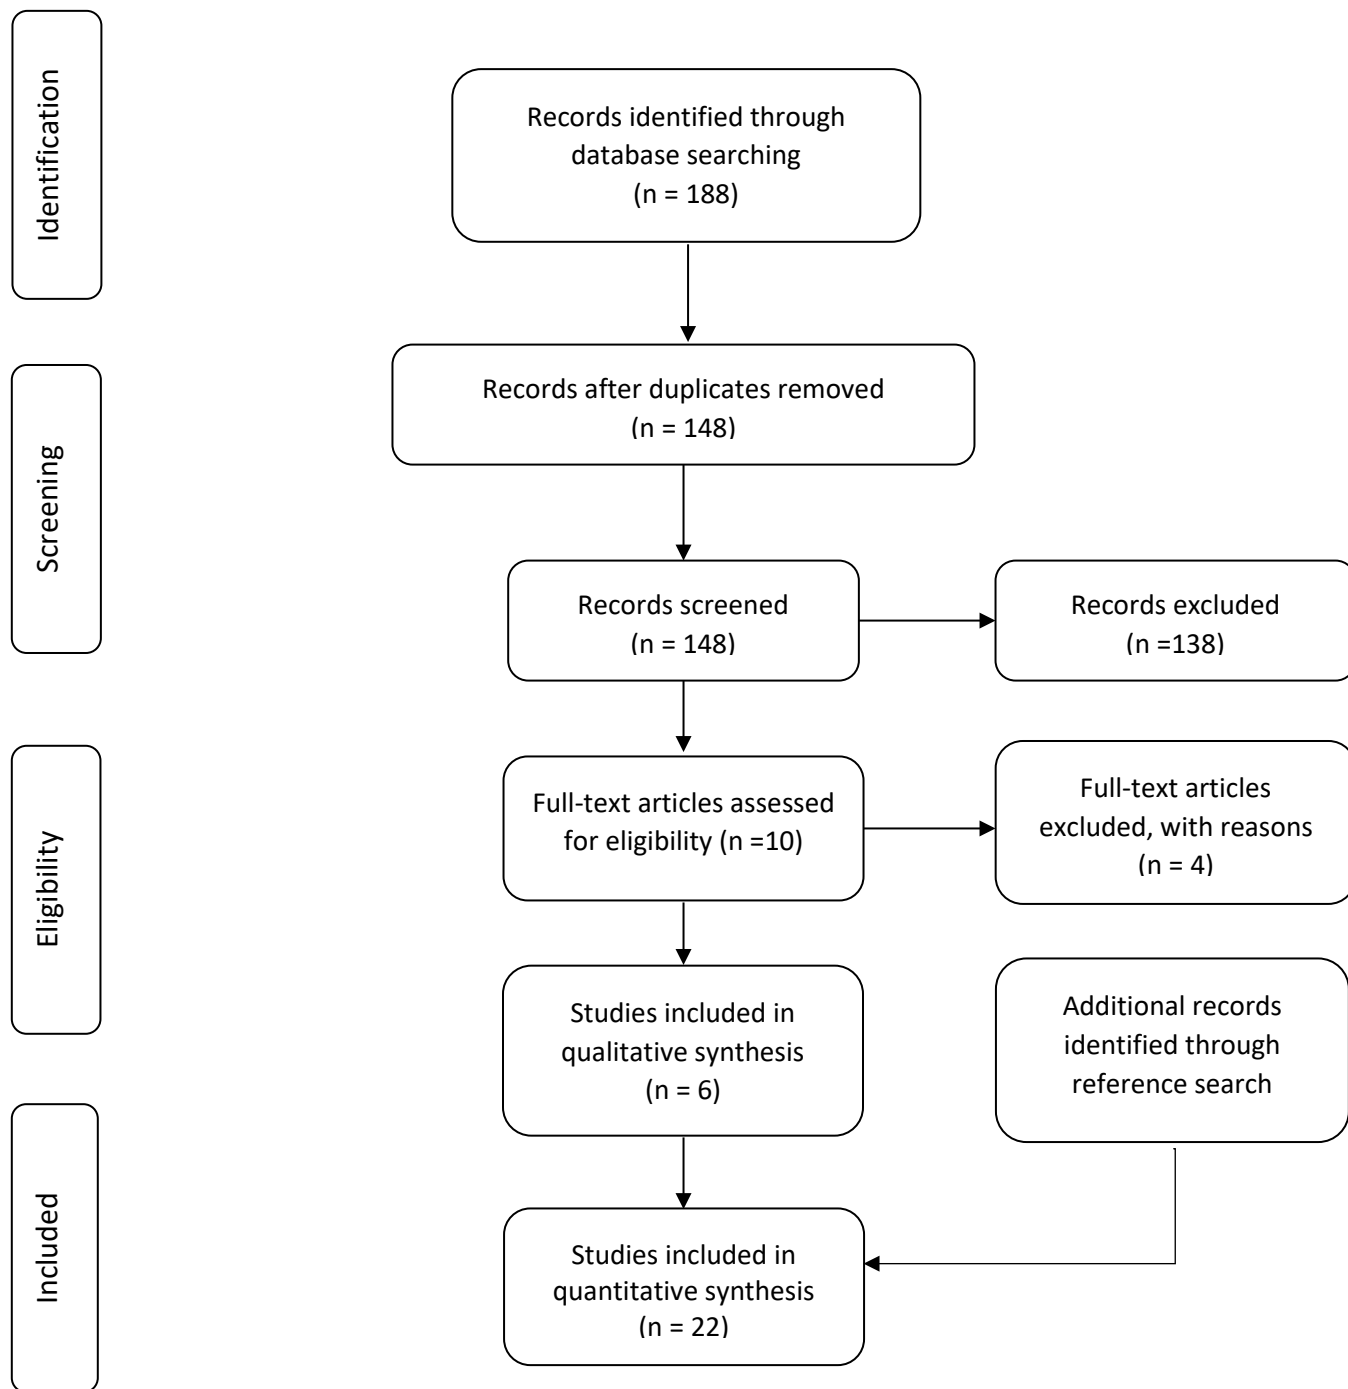 Identification
Records identified through
database searching
(n = 188)
Records after duplicates removed
(n = 148)
Screening
Records screened
(n = 148)
Records excluded
(n =138)
Eligibility
Full-text articles assessed
for eligibility (n =10)
Full-text articles
excluded, with reasons
(n = 4)
Studies included in
qualitative synthesis
(n = 6)
Additional records
identified through
reference search
Included
Studies included in
quantitative synthesis
(n = 22)